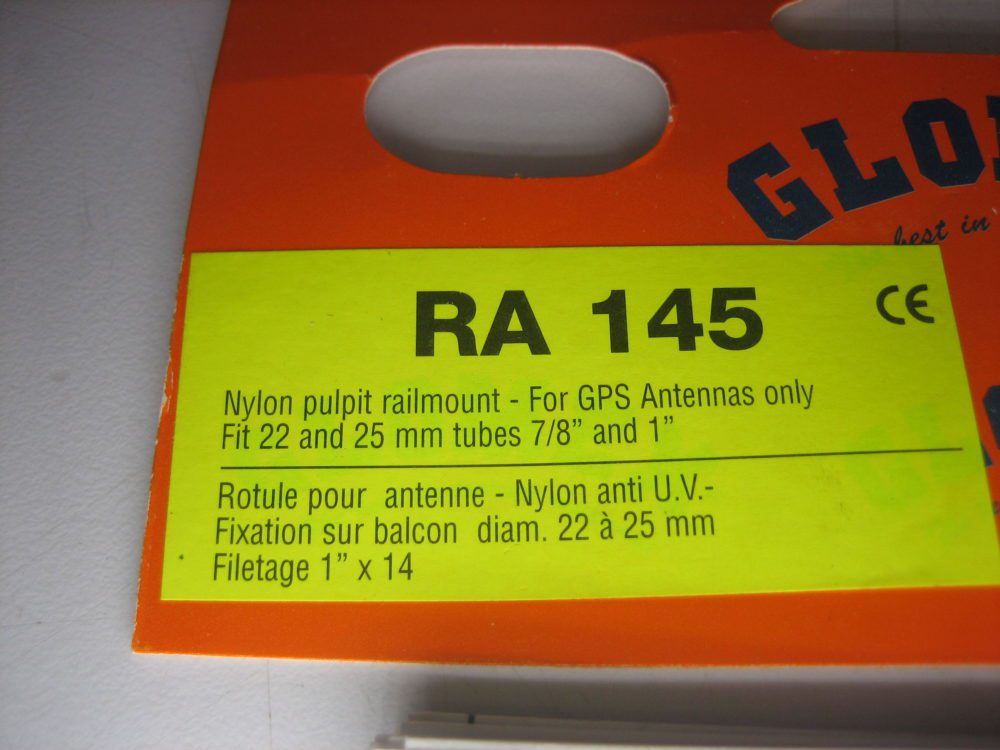 best in
RA 145
CE
Nylon pulpit railmount - For GPS Antennas only
Fit 22 and 25 mm tubes 7/8” and 1”
Rotule pour antenne - Nylon anti U.V.-
Fixation sur balcon diam. 22 à 25 mm
Filetage 1” x 14